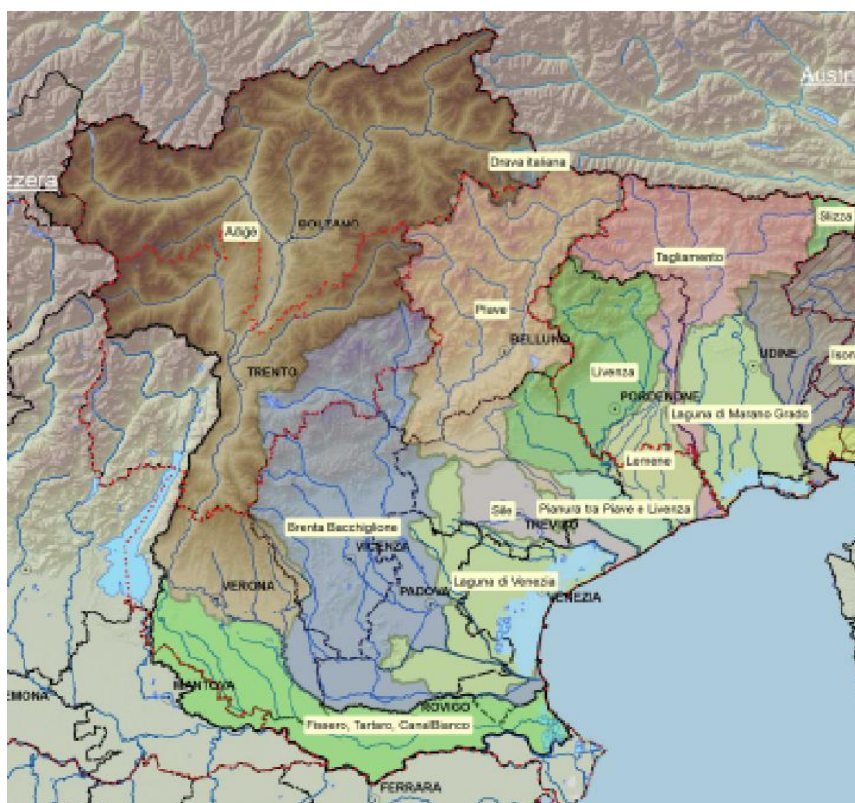 Austri
zzera
Drava italiana
Slizza
Adige
BOLZANO
Tagliamento
Piave
BELLUNO
UDINE
Ison
TRENTO
Livenza
PORDENONE
Laguna di Marano Grado
Lemene
Sile
Pianura tra Piave e Livenza
TREVISO
Brenta Bacchiglione
VICENZA
Laguna di Venezia
VERONA
PADOVA
VENEZIA
MANTOVA
EMONA
ROVIGO
Fissero, Tartaro, CanalBianco
FERRARA